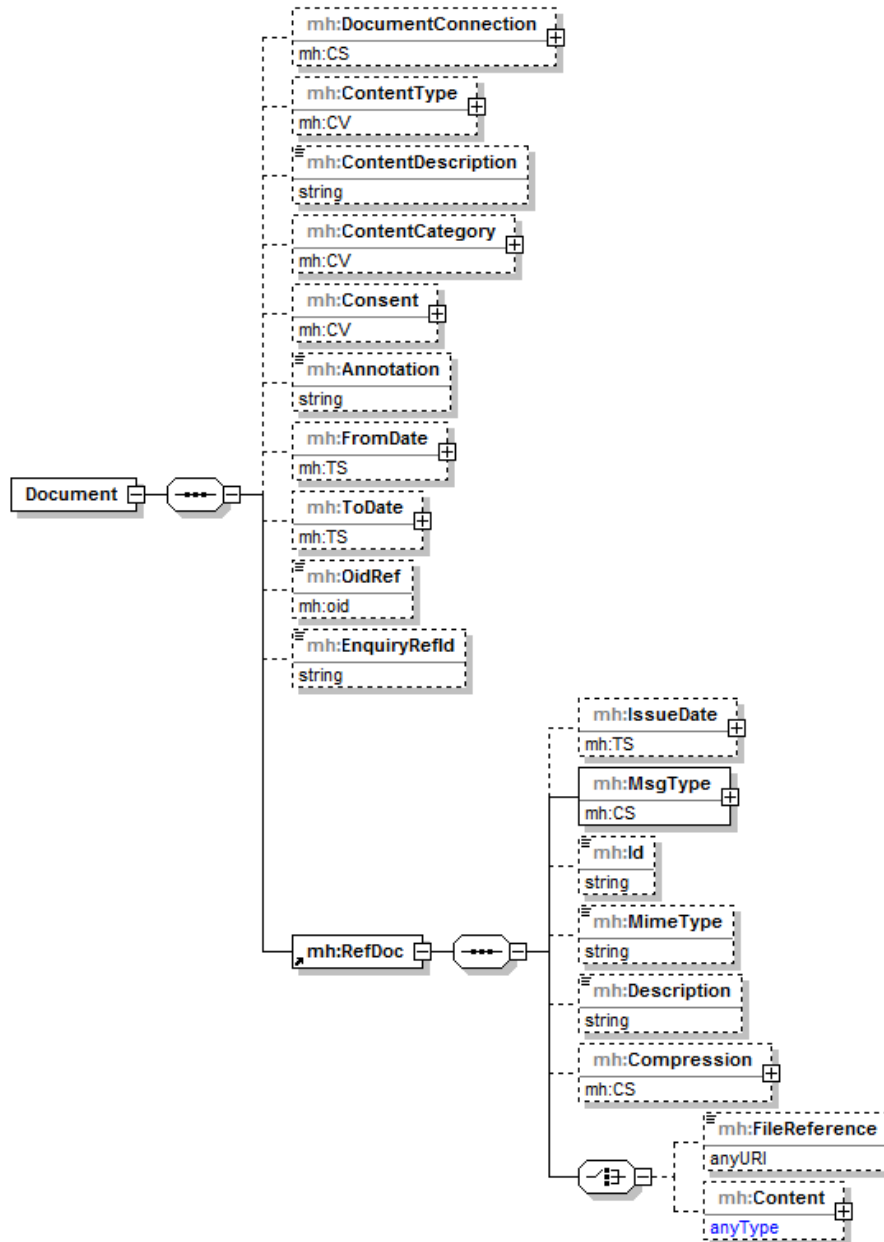 mh:DocumentConnection
mh:CS
mh:ContentType
mh:CV
mh:ContentDescription
string
mh:ContentCategory
mh:CV
mh:Consent
mh:CV
mh:Annotation
string
mh:FromDate
mh:TS
Document
mh:ToDate
mh:TS
mh:OidRef
mh:oid
mh:EnquiryRefId
string
mh:IssueDate
mh:TS
mh:MsgType
mh:CS
mh:Id
string
mh:MimeType
string
mh:RefDoc
mh:Description
string
mh:Compression
mh:CS
mh:FileReference
anyURI
mh:Content
anyType